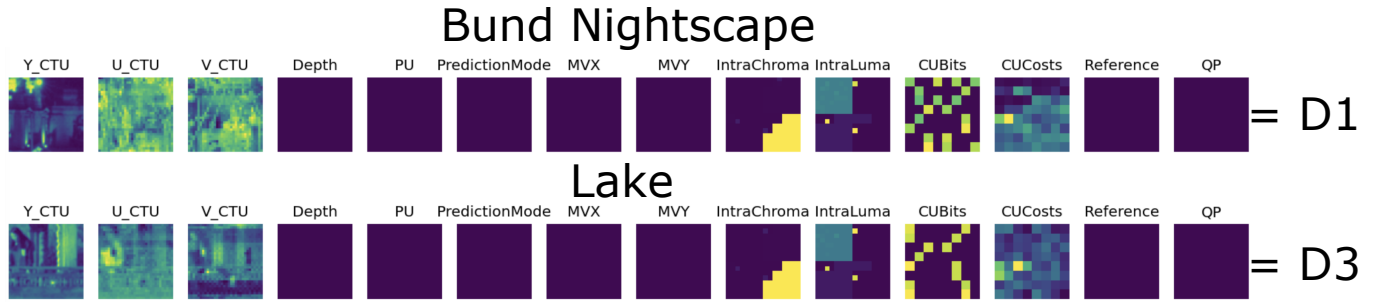 Bund Nightscape
Y_CTU U_CTU V_CTU Depth PU PredictionMode MVX MVY IntraChroma IntraLuma CUBits CUCosts Reference QP
= D1
Lake
Y_CTU U_CTU V_CTU Depth PU PredictionMode MVX MVY IntraChroma IntraLuma CUBits CUCosts Reference QP
= D3